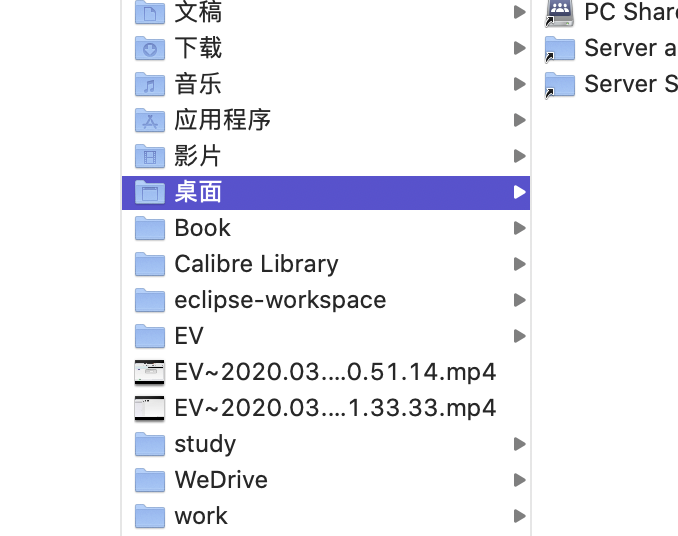 文稿
下载
音乐
应用程序
影片
桌面
Book
Calibre Library
eclipse-workspace
EV
EV~2020.03....0.51.14.mp4
EV~2020.03....1.33.33.mp4
study
WeDrive
work
PC
Server
Server